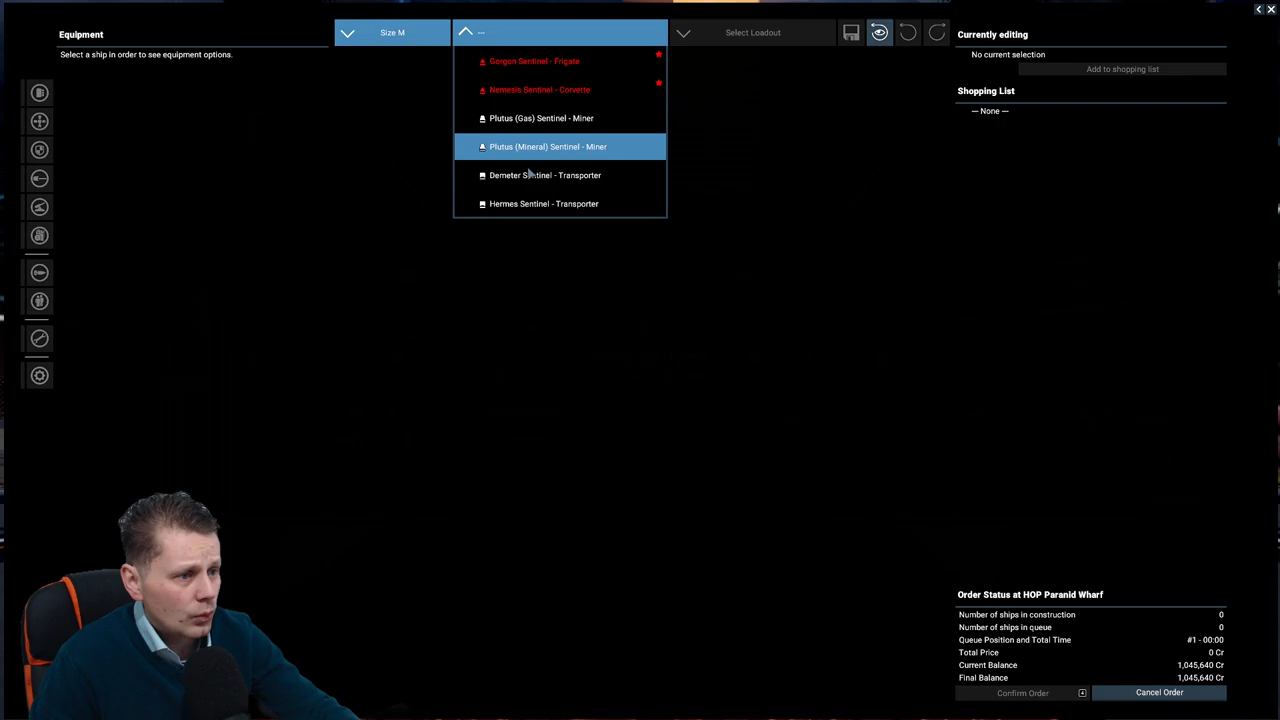 Equipment
Select a ship in order to see equipment options.
Size M
---
Select Loadout
Gorgon Sentinel - Frigate
Nemesis Sentinel - Corvette
Plutus (Gas) Sentinel - Miner
Plutus (Mineral) Sentinel - Miner
Demeter Sentinel - Transporter
Hermes Sentinel - Transporter
Currently editing
No current selection
Add to shopping list
Shopping List
--- None ---
Order Status at HOP Paranid Wharf
Number of ships in construction 0
Number of ships in queue 0
Queue Position and Total Time #1 - 00:00
Total Price 0 Cr
Current Balance 1,045,640 Cr
Final Balance 1,045,640 Cr
Confirm Order
Cancel Order